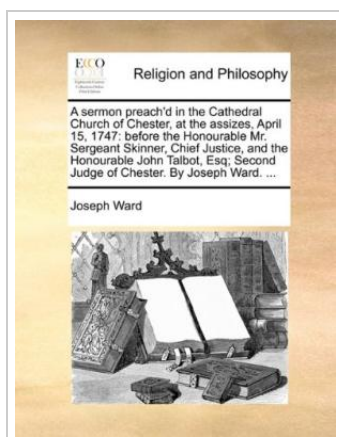 ECCO
Religion and Philosophy
A sermon preach'd in the Cathedral
Church of Chester, at the assizes, April
15, 1747: before the Honourable Mr.
Sergeant Skinner, Chief Justice, and the
Honourable John Talbot, Esq; Second
Judge of Chester. By Joseph Ward. ...
Joseph Ward